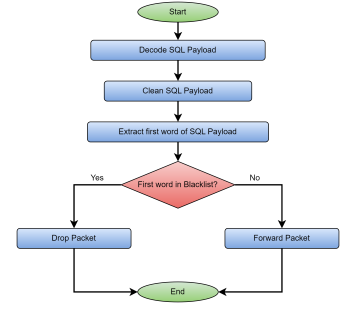 Start
Decode SQL Payload
Clean SQL Payload
Extract first word of SQL Payload
First word in Blacklist?
Yes
No
Drop Packet
Forward Packet
End